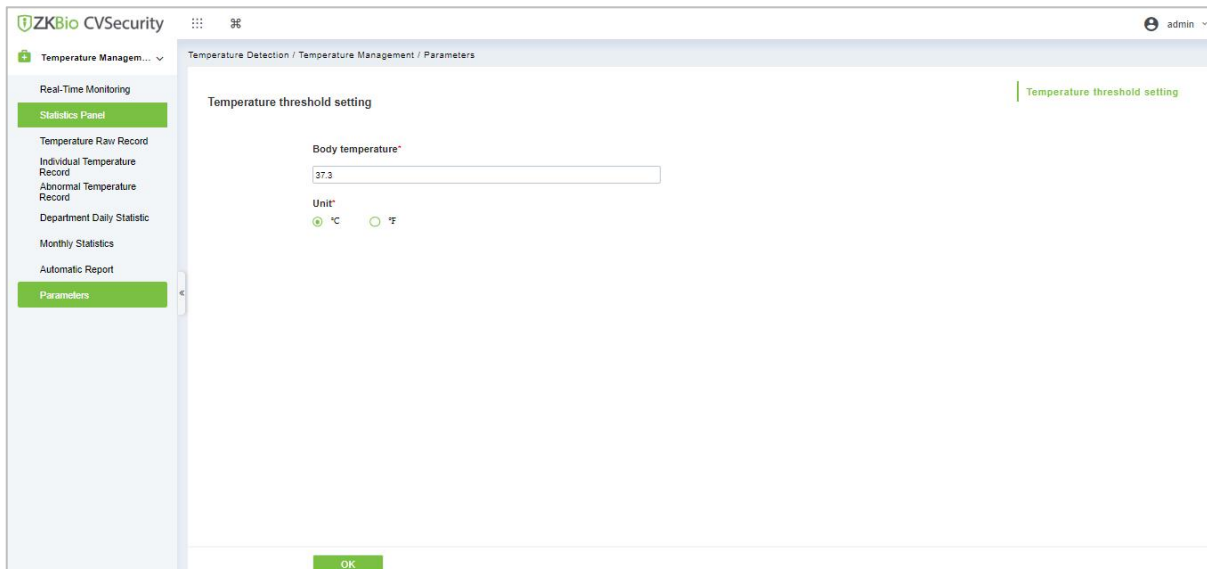 ZKBio CVSecurity
admin
Temperature Managem...
Temperature Detection / Temperature Management / Parameters
Real-Time Monitoring
Statistics Panel
Temperature Raw Record
Individual Temperature
Record
Abnormal Temperature
Record
Department Daily Statistic
Monthly Statistics
Automatic Report
Parameters
Temperature threshold setting
Temperature threshold setting
Body temperature*
37.3
Unit*
°C °F
OK